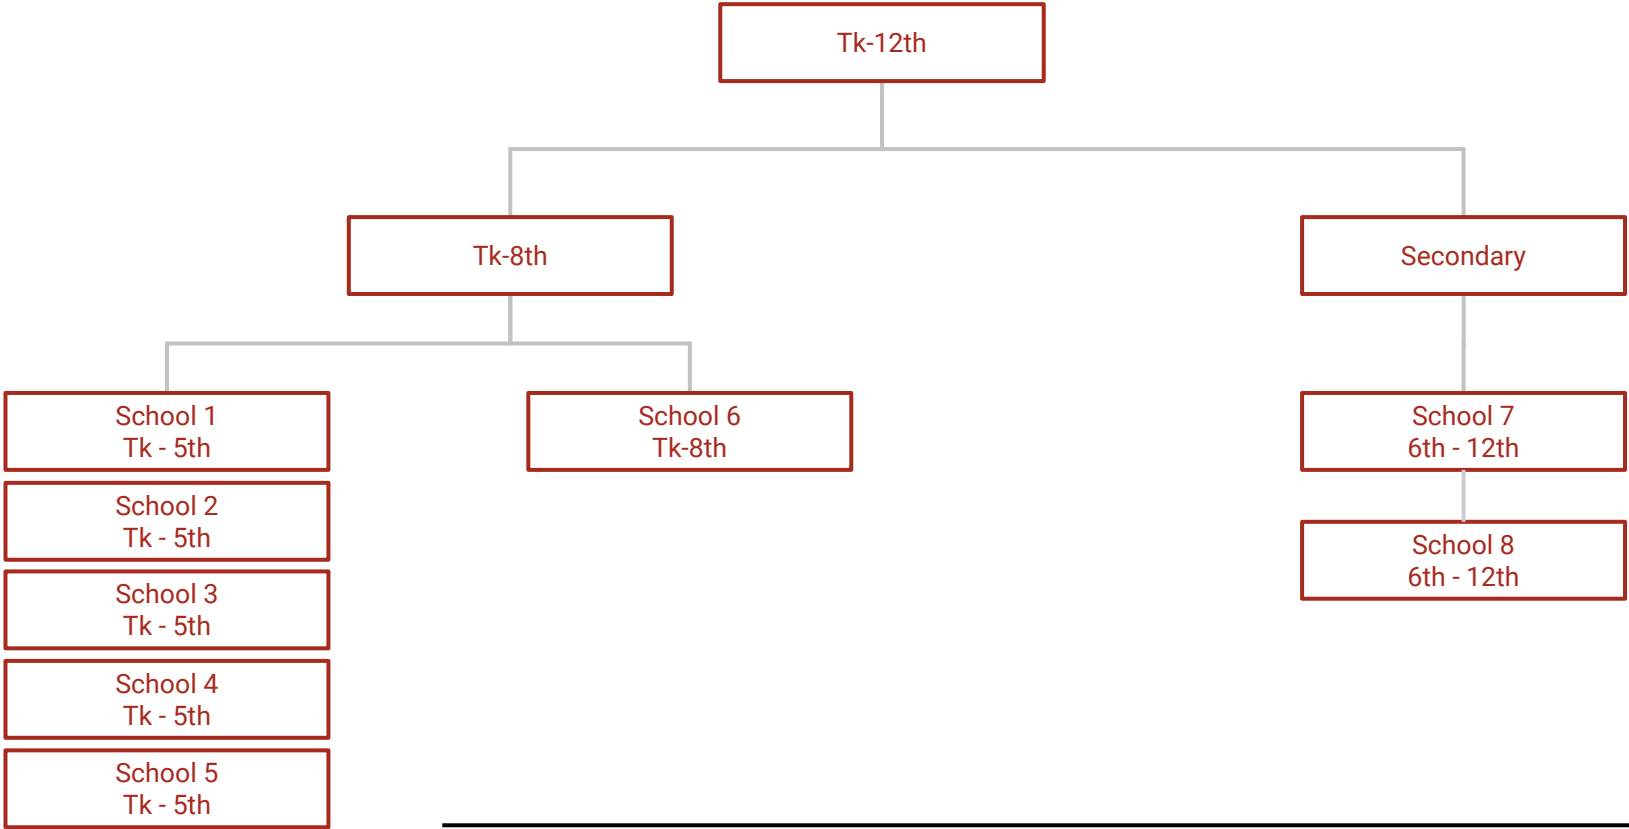 Tk-12th
Tk-8th
Secondary
School 1
Tk - 5th
School 6
Tk-8th
School 7
6th - 12th
School 2
Tk - 5th
School 8
6th - 12th
School 3
Tk - 5th
School 4
Tk - 5th
School 5
Tk - 5th